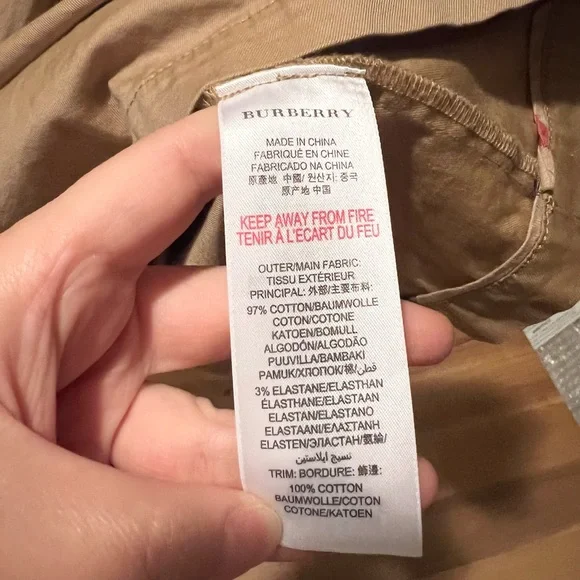 BURBERRY
MADE IN CHINA
FABRIQUÉ EN CHINE
FABRICADO NA CHINA
原產地 中國/ 원산지: 중국
原产地 中国
KEEP AWAY FROM FIRE
TENIR À L'ECART DU FEU
OUTER/MAIN FABRIC:
TISSU EXTÉRIEUR
PRINCIPAL: 外部/主要布料:
97% COTTON/BAUMWOLLE
COTON/COTONE
KATOEN/BOMULL
ALGODÓN/ALGODÃO
PUUVILLA/BAMBAKI
PAMUK/ХЛОПОК/棉/قطن
3% ELASTANE/ELASTHAN
ÉLASTHANE/ELASTAAN
ELASTAN/ELASTANO
ELASTAANI/ΕΛΑΣΤΑΝΗ
ELASTEN/ЭЛАСТАН/氨綸/
نسيج ايلاستين
TRIM: BORDURE: 飾邊:
100% COTTON
BAUMWOLLE/COTON
COTONE/KATOEN